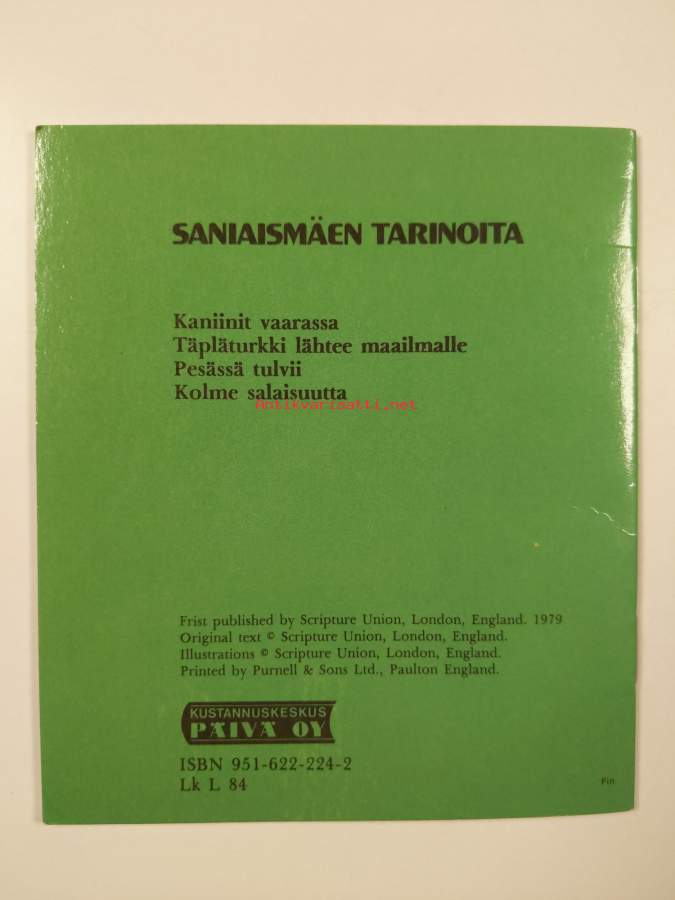 SANIAISMÄEN TARINOITA
Kaniinit vaarassa
Täpläturkki lähtee maailmalle
Pesässä tulvii
Kolme salaisuutta
Antikvariaatti.net
Frist published by Scripture Union, London, England. 1979
Original text © Scripture Union, London, England.
Illustrations © Scripture Union, London, England.
Printed by Purnell & Sons Ltd., Paulton England.
KUSTANNUSKESKUS
PÄIVÄ OY
ISBN 951-622-224-2
Lk L 84
Fin